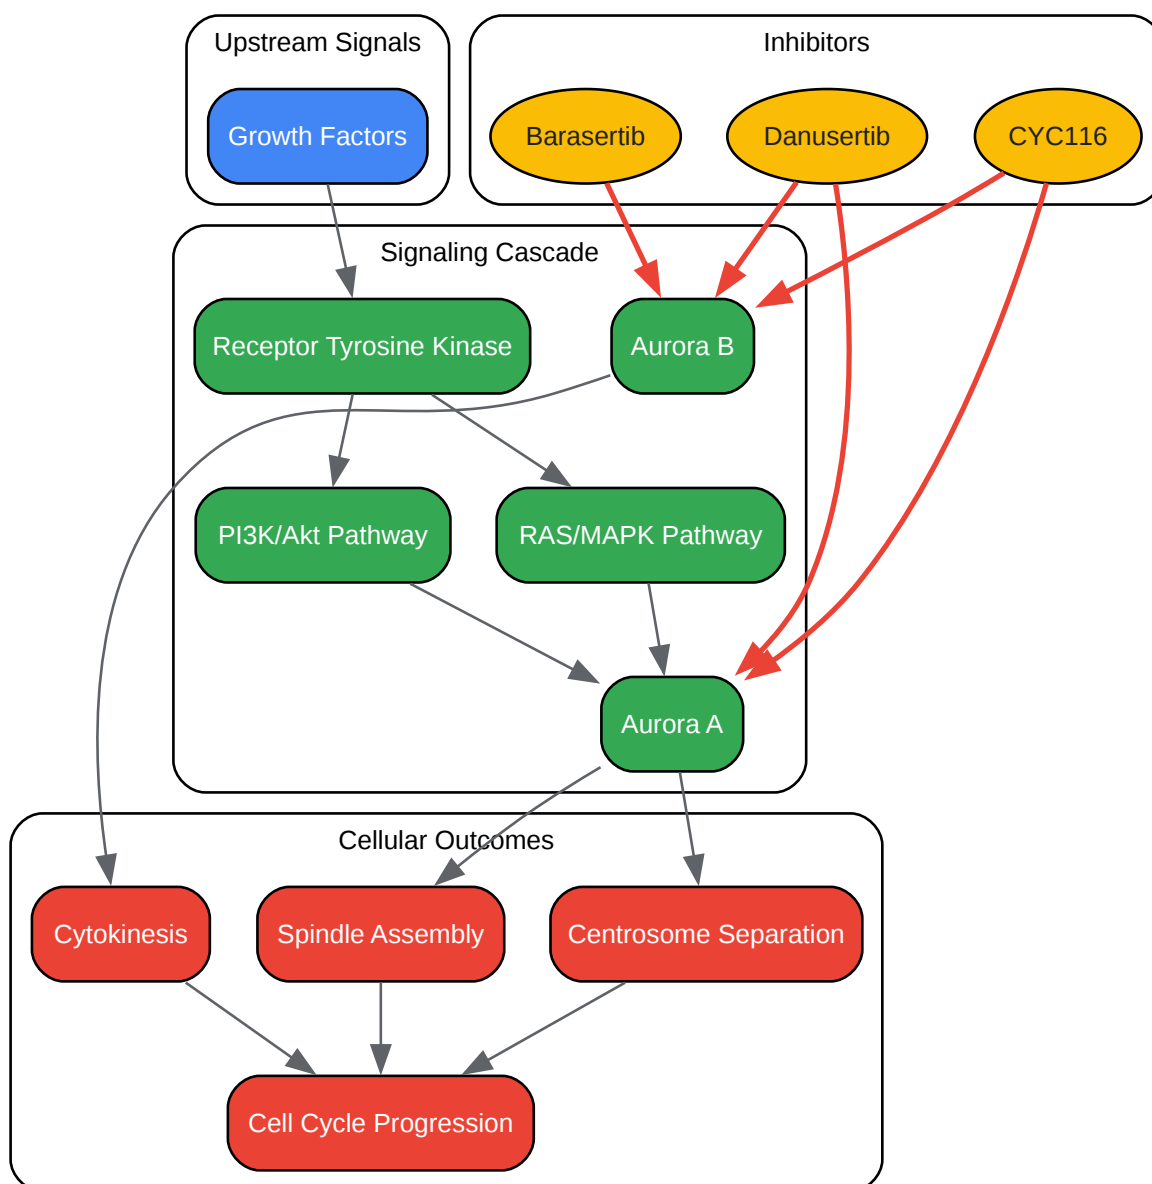 Upstream Signals
Inhibitors
Growth Factors
Barasertib
Danusertib
CYC116
Signaling Cascade
Receptor Tyrosine Kinase
Aurora B
PI3K/Akt Pathway
RAS/MAPK Pathway
Aurora A
Cellular Outcomes
Cytokinesis
Spindle Assembly
Centrosome Separation
Cell Cycle Progression